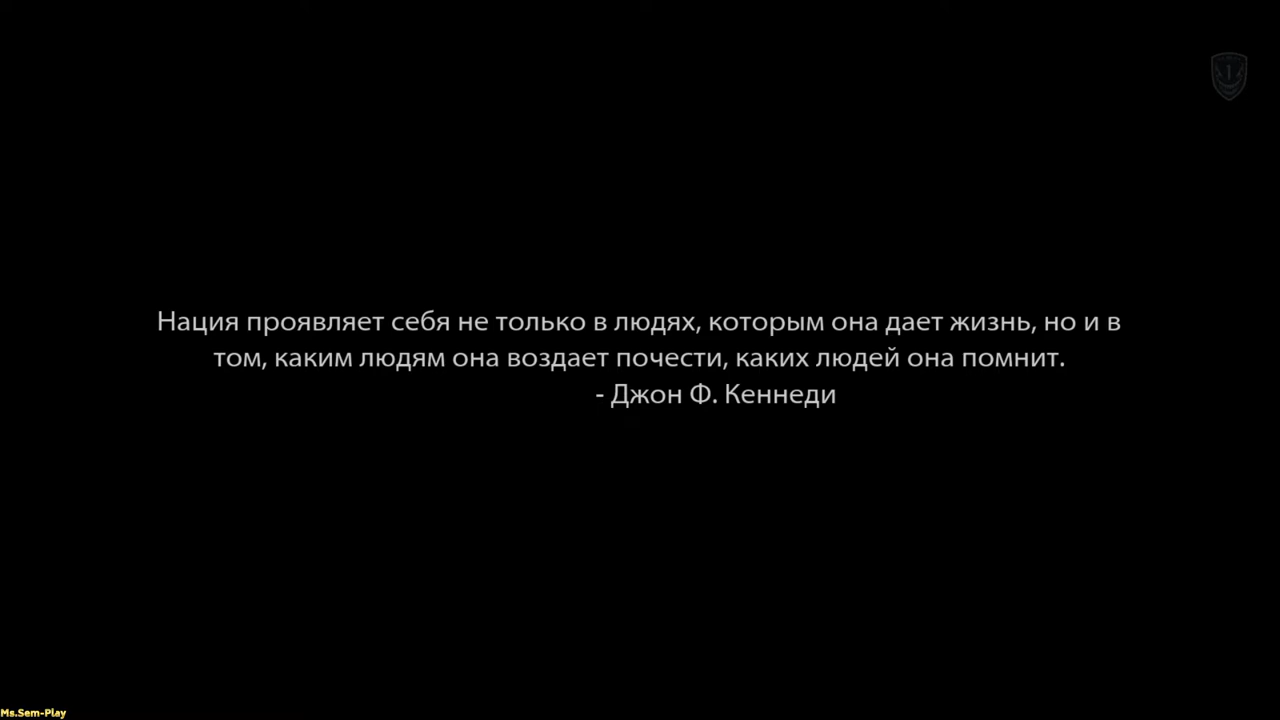 Нация проявляет себя не только в людях, которым она дает жизнь, но и в
том, каким людям она воздает почести, каких людей она помнит.
- Джон Ф. Кеннеди
Ms.Sem-Play